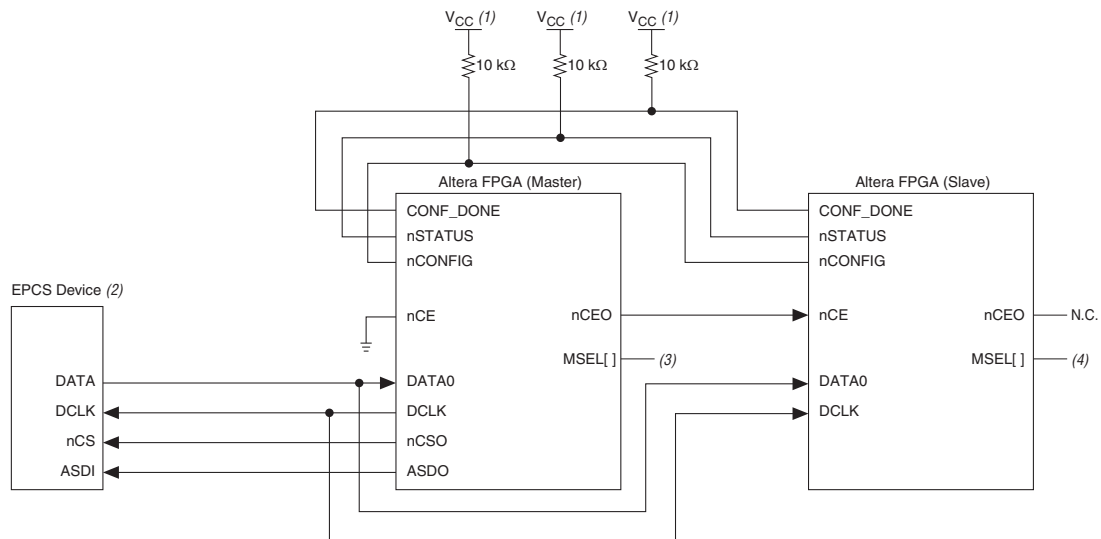 VCC (1)
VCC (1)
VCC (1)
10 kΩ
10 kΩ
10 kΩ
Altera FPGA (Master)
Altera FPGA (Slave)
CONF_DONE
nSTATUS
nCONFIG
nCE
nCEO
MSEL[ ]
(3)
DATA0
DCLK
nCSO
ASDO
CONF_DONE
nSTATUS
nCONFIG
nCE
nCEO
N.C.
MSEL[ ]
(4)
DATA0
DCLK
EPCS Device (2)
DATA
DCLK
nCS
ASDI